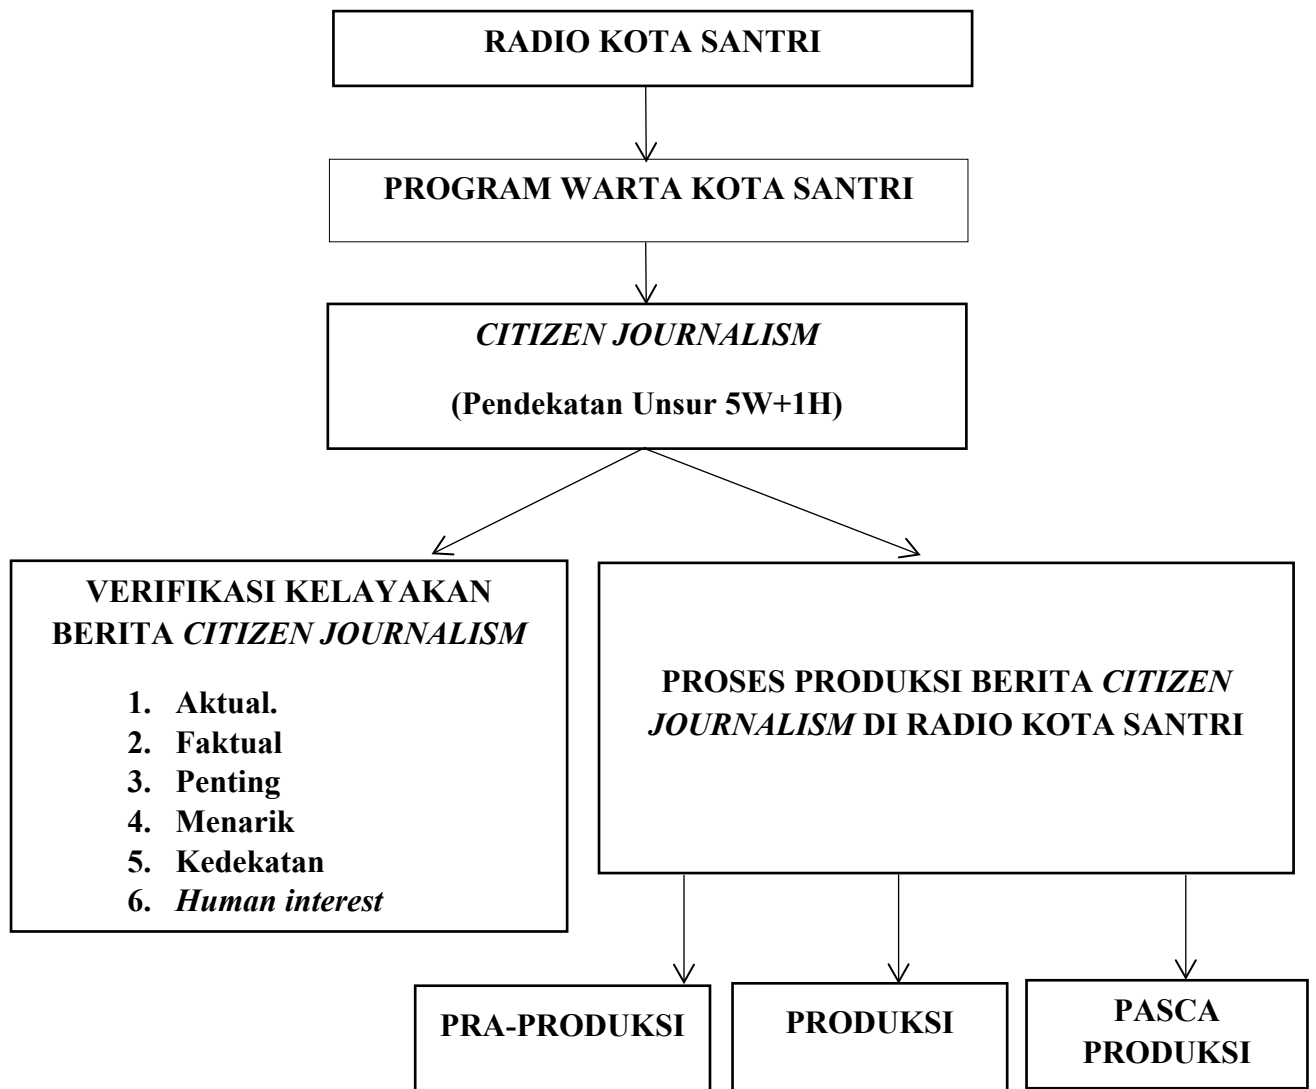 RADIO KOTA SANTRI
PROGRAM WARTA KOTA SANTRI
CITIZEN JOURNALISM
(Pendekatan Unsur 5W+1H)
VERIFIKASI KELAYAKAN
BERITA CITIZEN JOURNALISM
1. Aktual.
2. Faktual
3. Penting
4. Menarik
5. Kedekatan
6. Human interest
PROSES PRODUKSI BERITA CITIZEN
JOURNALISM DI RADIO KOTA SANTRI
PRA-PRODUKSI
PRODUKSI
PASCA
PRODUKSI